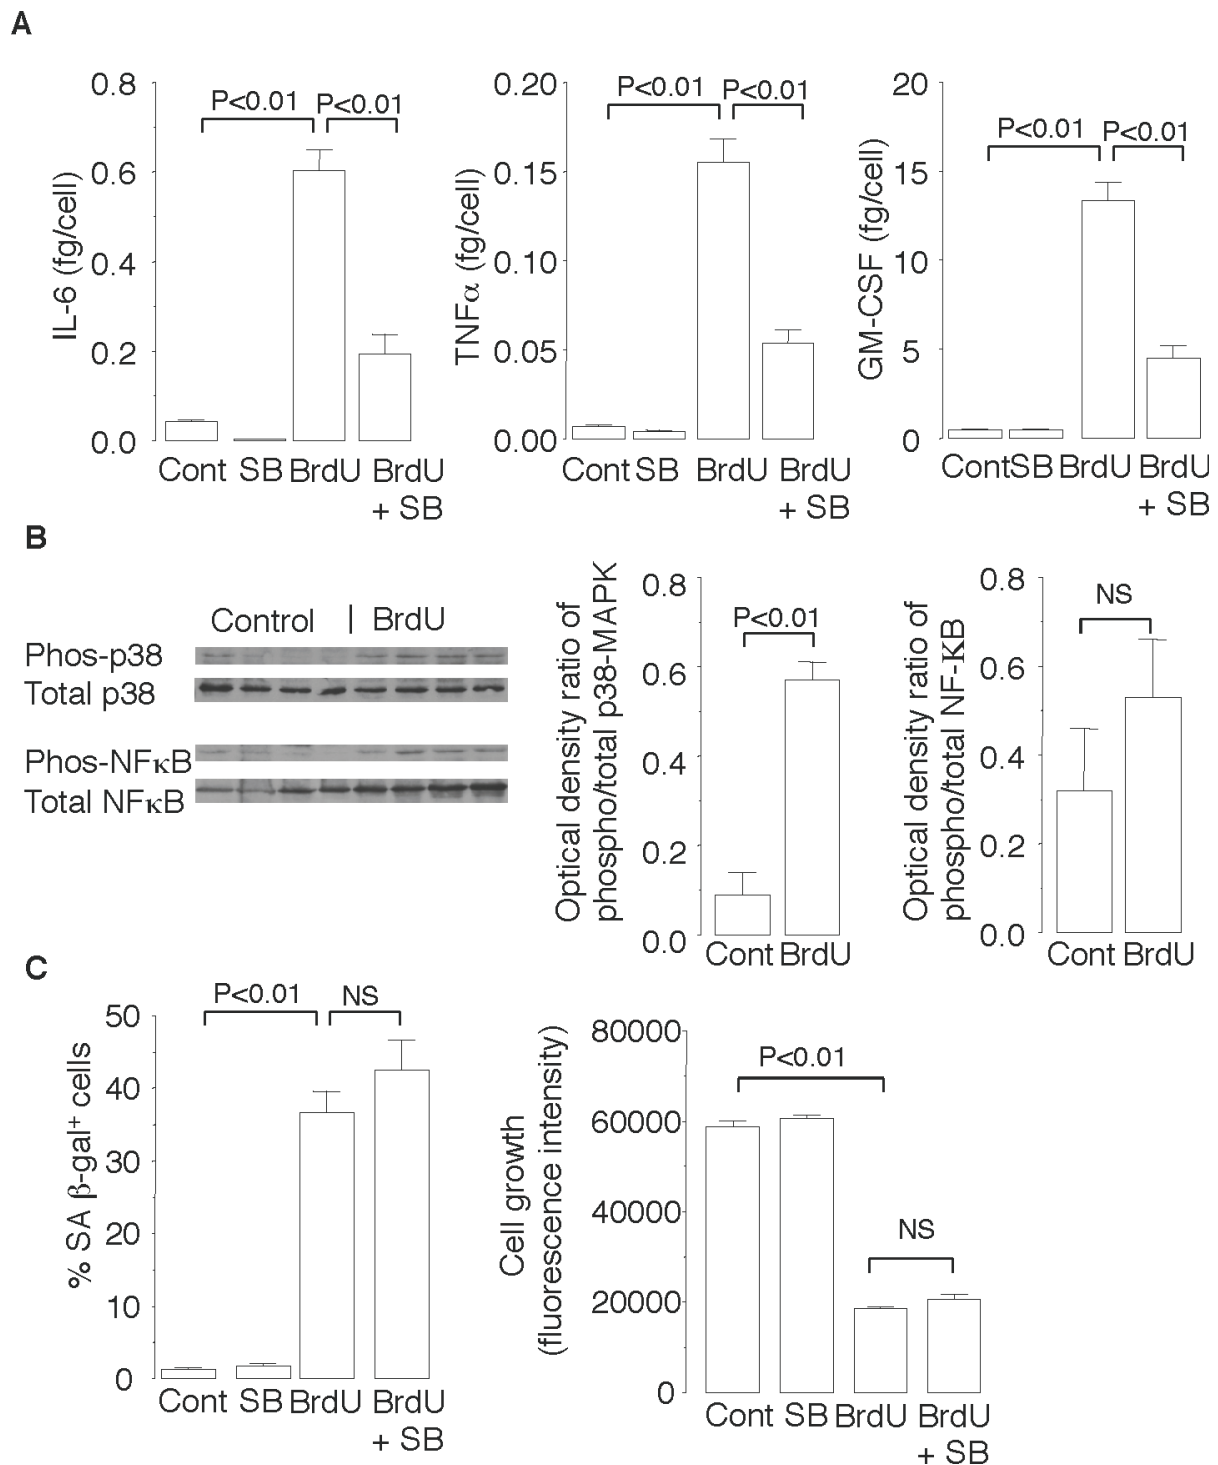 A
IL-6 (fg/cell)
0.8
0.6
0.4
0.2
0.0
P<0.01
P<0.01
Cont
SB
BrdU
BrdU
+ SB
TNFα (fg/cell)
0.20
0.15
0.10
0.05
0.00
P<0.01
P<0.01
Cont
SB
BrdU
BrdU
+ SB
GM-CSF (fg/cell)
20
15
10
5
0
P<0.01
P<0.01
Cont
SB
BrdU
BrdU
+ SB
B
Control | BrdU
Phos-p38
Total p38
Phos-NFκB
Total NFκB
Optical density ratio of
phospho/total p38-MAPK
0.8
0.6
0.4
0.2
0.0
P<0.01
Cont
BrdU
Optical density ratio of
phospho/total NF-KB
0.8
0.6
0.4
0.2
0.0
NS
Cont
BrdU
C
% SA β-gal⁺ cells
50
40
30
20
10
0
P<0.01
NS
Cont
SB
BrdU
BrdU
+ SB
Cell growth
(fluorescence intensity)
80000
60000
40000
20000
0
P<0.01
NS
Cont
SB
BrdU
BrdU
+ SB